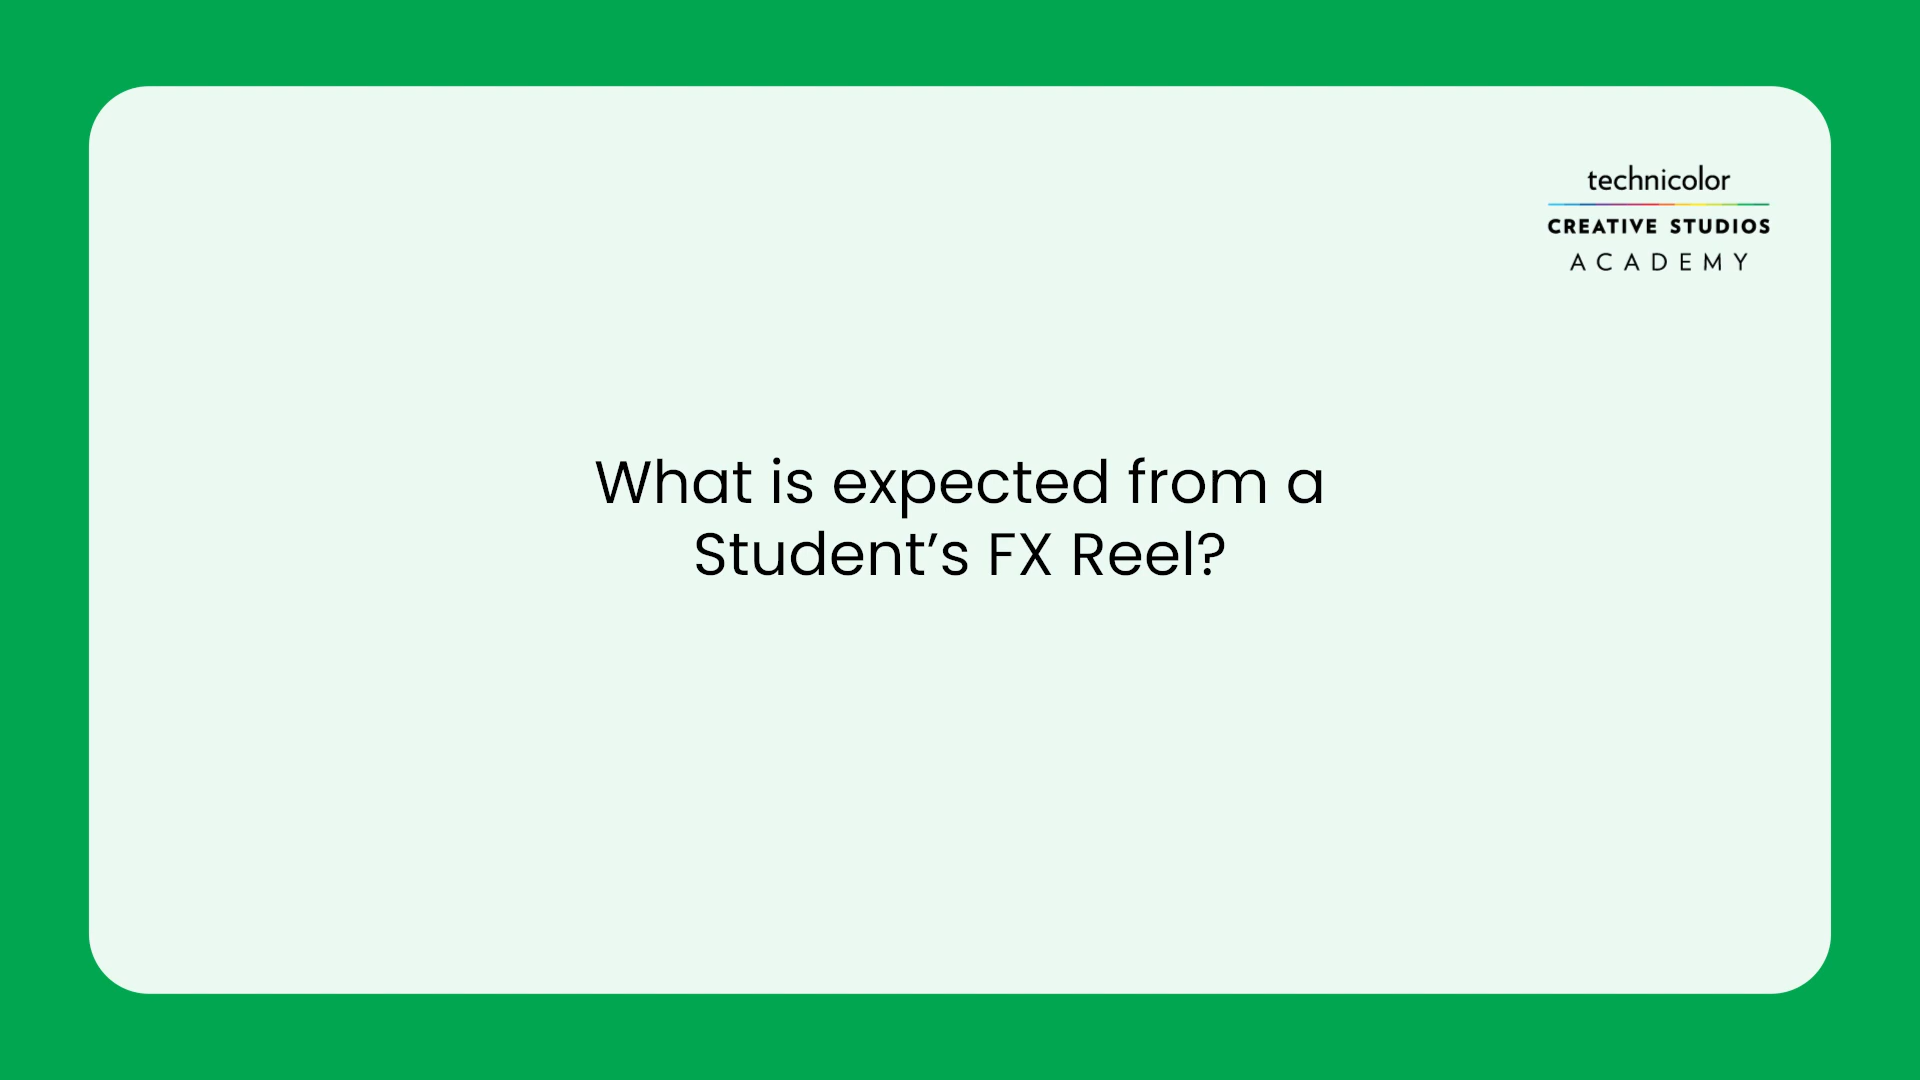 technicolor
CREATIVE STUDIOS
ACADEMY
What is expected from a
Student’s FX Reel?